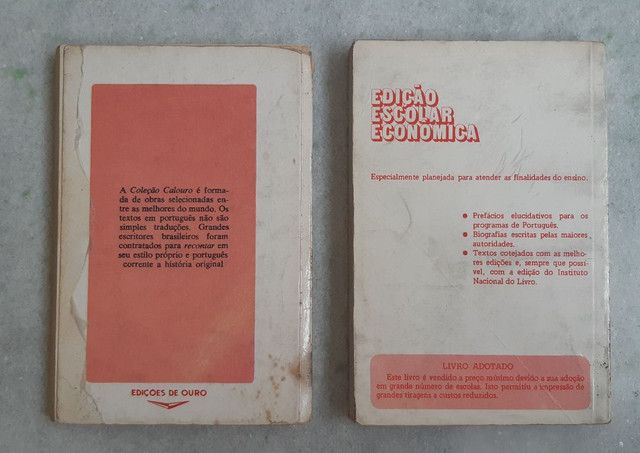 A Coleção Calouro é forma-
da de obras selecionadas en-
tre as melhores do mundo. Os
textos em português não são
simples traduções. Grandes
escritores brasileiros foram
contratados para recontar em
seu estilo próprio e português
corrente a história original
EDIÇÕES DE OURO
EDIÇÃO
ESCOLAR
ECONÔMICA
Especialmente planejada para atender as finalidades do ensino.
● Prefácios elucidativos para os
programas de Português.
● Biografias escritas pelas maiores
autoridades.
● Textos cotejados com as melho-
res edições e, sempre que possí-
vel, com a edição do Instituto
Nacional do Livro.
LIVRO ADOTADO
Este livro é vendido a preço mínimo devido a sua adoção
em grande número de escolas. Isto permitiu a impressão de
grandes tiragens a custos reduzidos.